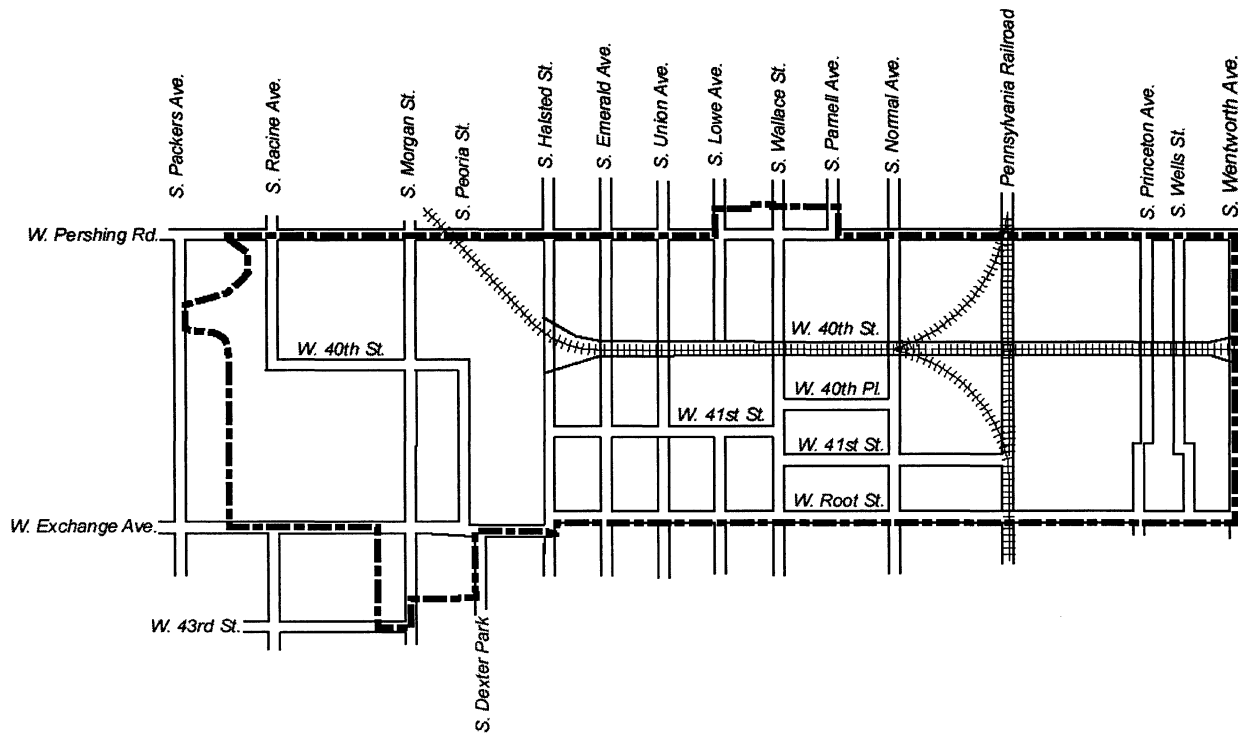 S. Packers Ave.
S. Racine Ave.
S. Morgan St.
S. Peoria St.
S. Halsted St.
S. Emerald Ave.
S. Union Ave.
S. Lowe Ave.
S. Wallace St.
S. Parnell Ave.
S. Normal Ave.
Pennsylvania Railroad
S. Princeton Ave.
S. Wells St.
S. Wentworth Ave.
W. Pershing Rd.
W. 40th St.
W. 40th St.
W. 40th Pl.
W. 41st St.
W. 41st St.
W. Root St.
W. Exchange Ave.
W. 43rd St.
S. Dexter Park